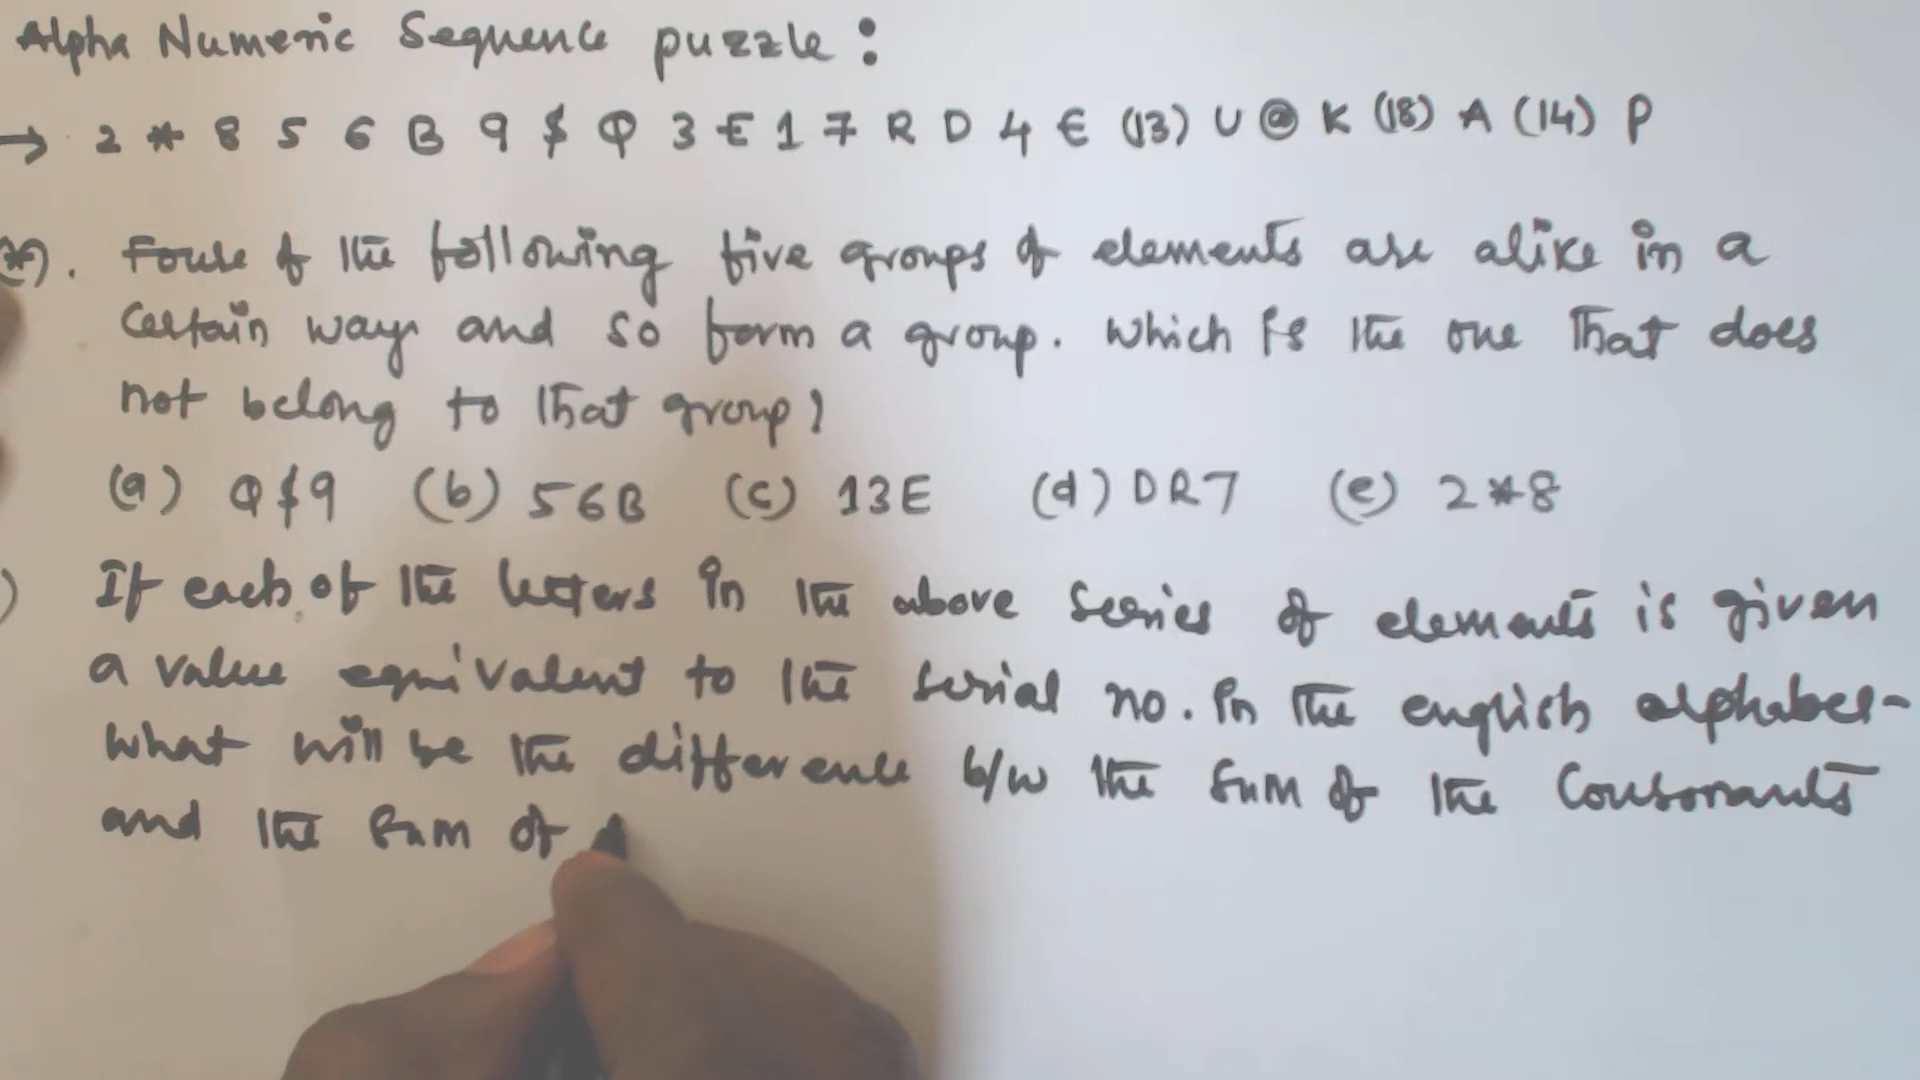 Alpha Numeric Sequence puzzle :
→ 2 * 8 5 6 B 9 $ Q 3 E 1 7 R D 4 € (13) U @ K (18) A (14) P
Foure of the following five groups of elements are alike in a
Certain way and so form a group. Which is the one that does
not belong to that group?
(a) Q$9 (b) 56B (c) 13E (d) DR7 (e) 2*8
If each of the letters in the above series of elements is given
a value equivalent to the serial no. in the english alphabet-
What will be the difference b/w the sum of the Consonants
and the sum of